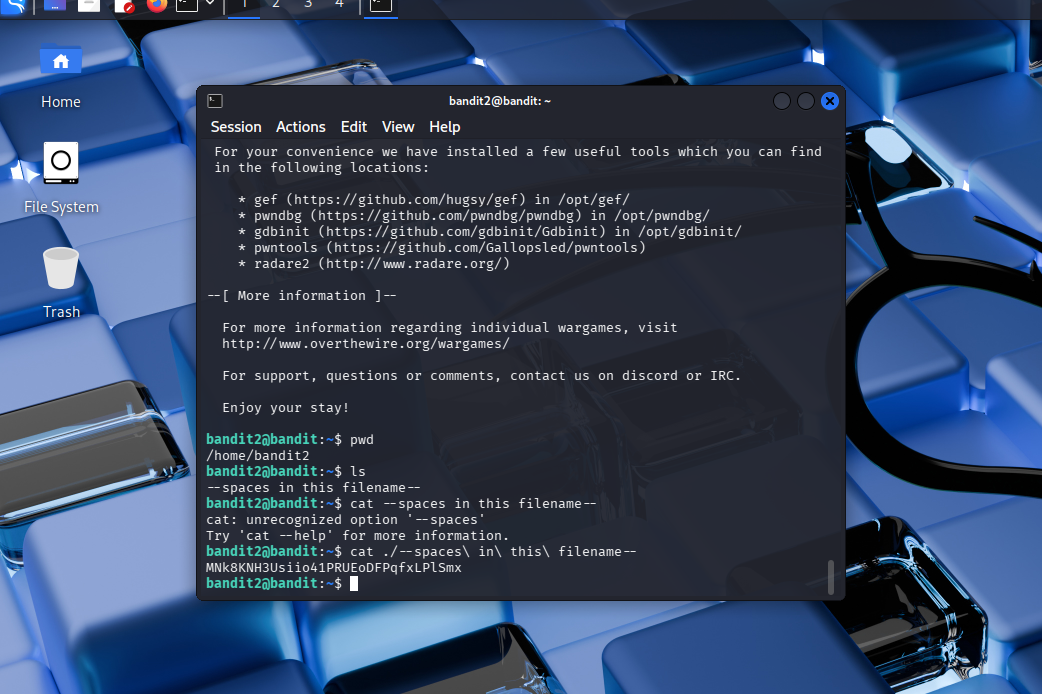 1 2 3 4
Home
File System
Trash
bandit2@bandit: ~
Session Actions Edit View Help
For your convenience we have installed a few useful tools which you can find
in the following locations:
* gef (https://github.com/hugsy/gef) in /opt/gef/
* pwndbg (https://github.com/pwndbg/pwndbg) in /opt/pwndbg/
* gdbinit (https://github.com/gdbinit/Gdbinit) in /opt/gdbinit/
* pwntools (https://github.com/Gallopsled/pwntools)
* radare2 (http://www.radare.org/)
--[ More information ]--
For more information regarding individual wargames, visit
http://www.overthewire.org/wargames/
For support, questions or comments, contact us on discord or IRC.
Enjoy your stay!
bandit2@bandit:~$ pwd
/home/bandit2
bandit2@bandit:~$ ls
--spaces in this filename--
bandit2@bandit:~$ cat --spaces in this filename--
cat: unrecognized option '--spaces'
Try 'cat --help' for more information.
bandit2@bandit:~$ cat ./--spaces\ in\ this\ filename--
MNk8KNH3Usiio41PRUEoDFPqfxLPlSmx
bandit2@bandit:~$